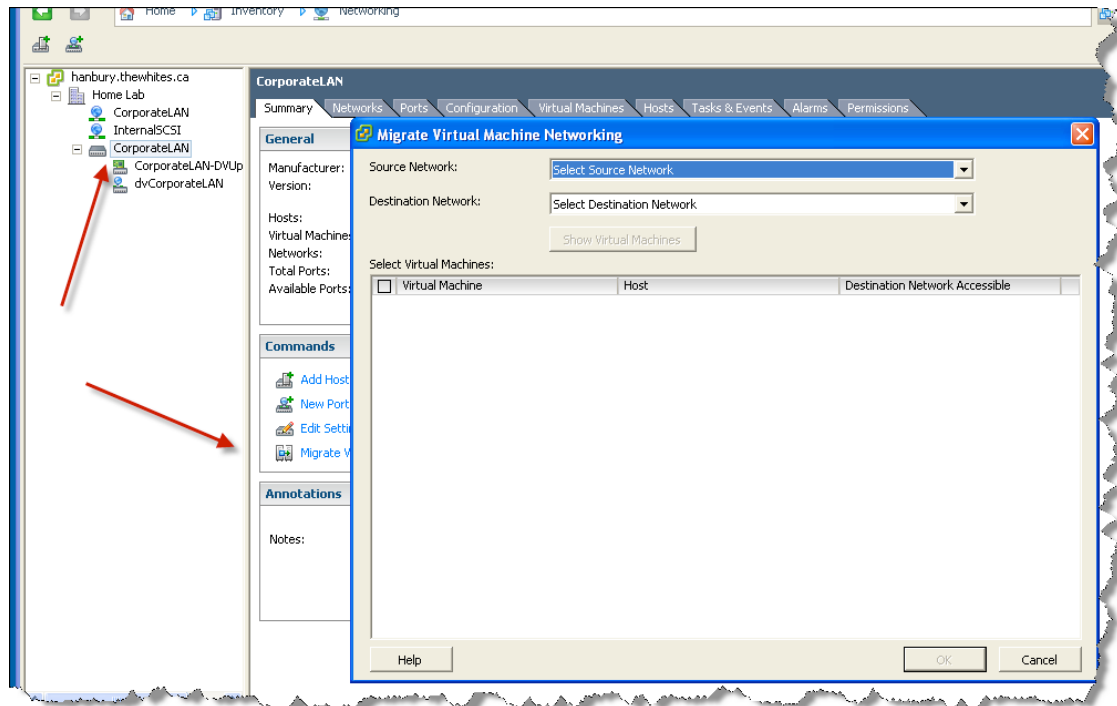 Home Inventory Networking
hanbury.thewhites.ca
Home Lab
CorporateLAN
InternalSCSI
CorporateLAN
CorporateLAN-DVUp
dvCorporateLAN
CorporateLAN
Summary Networks Ports Configuration Virtual Machines Hosts Tasks & Events Alarms Permissions
General
Manufacturer:
Version:
Hosts:
Virtual Machines
Networks:
Total Ports:
Available Ports:
Commands
Add Host
New Port
Edit Setti
Migrate V
Annotations
Notes:
Migrate Virtual Machine Networking
Source Network: Select Source Network
Destination Network: Select Destination Network
Show Virtual Machines
Select Virtual Machines:
Virtual Machine Host Destination Network Accessible
Help OK Cancel